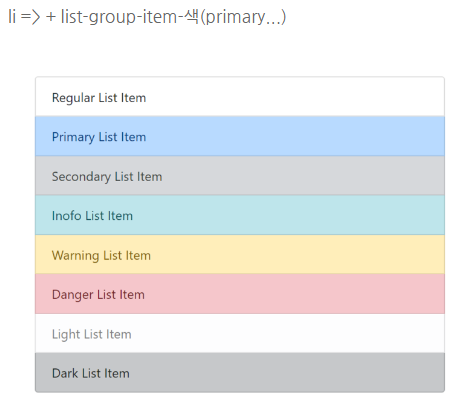 li => + list-group-item-색(primary...)
Regular List Item
Primary List Item
Secondary List Item
Inofo List Item
Warning List Item
Danger List Item
Light List Item
Dark List Item